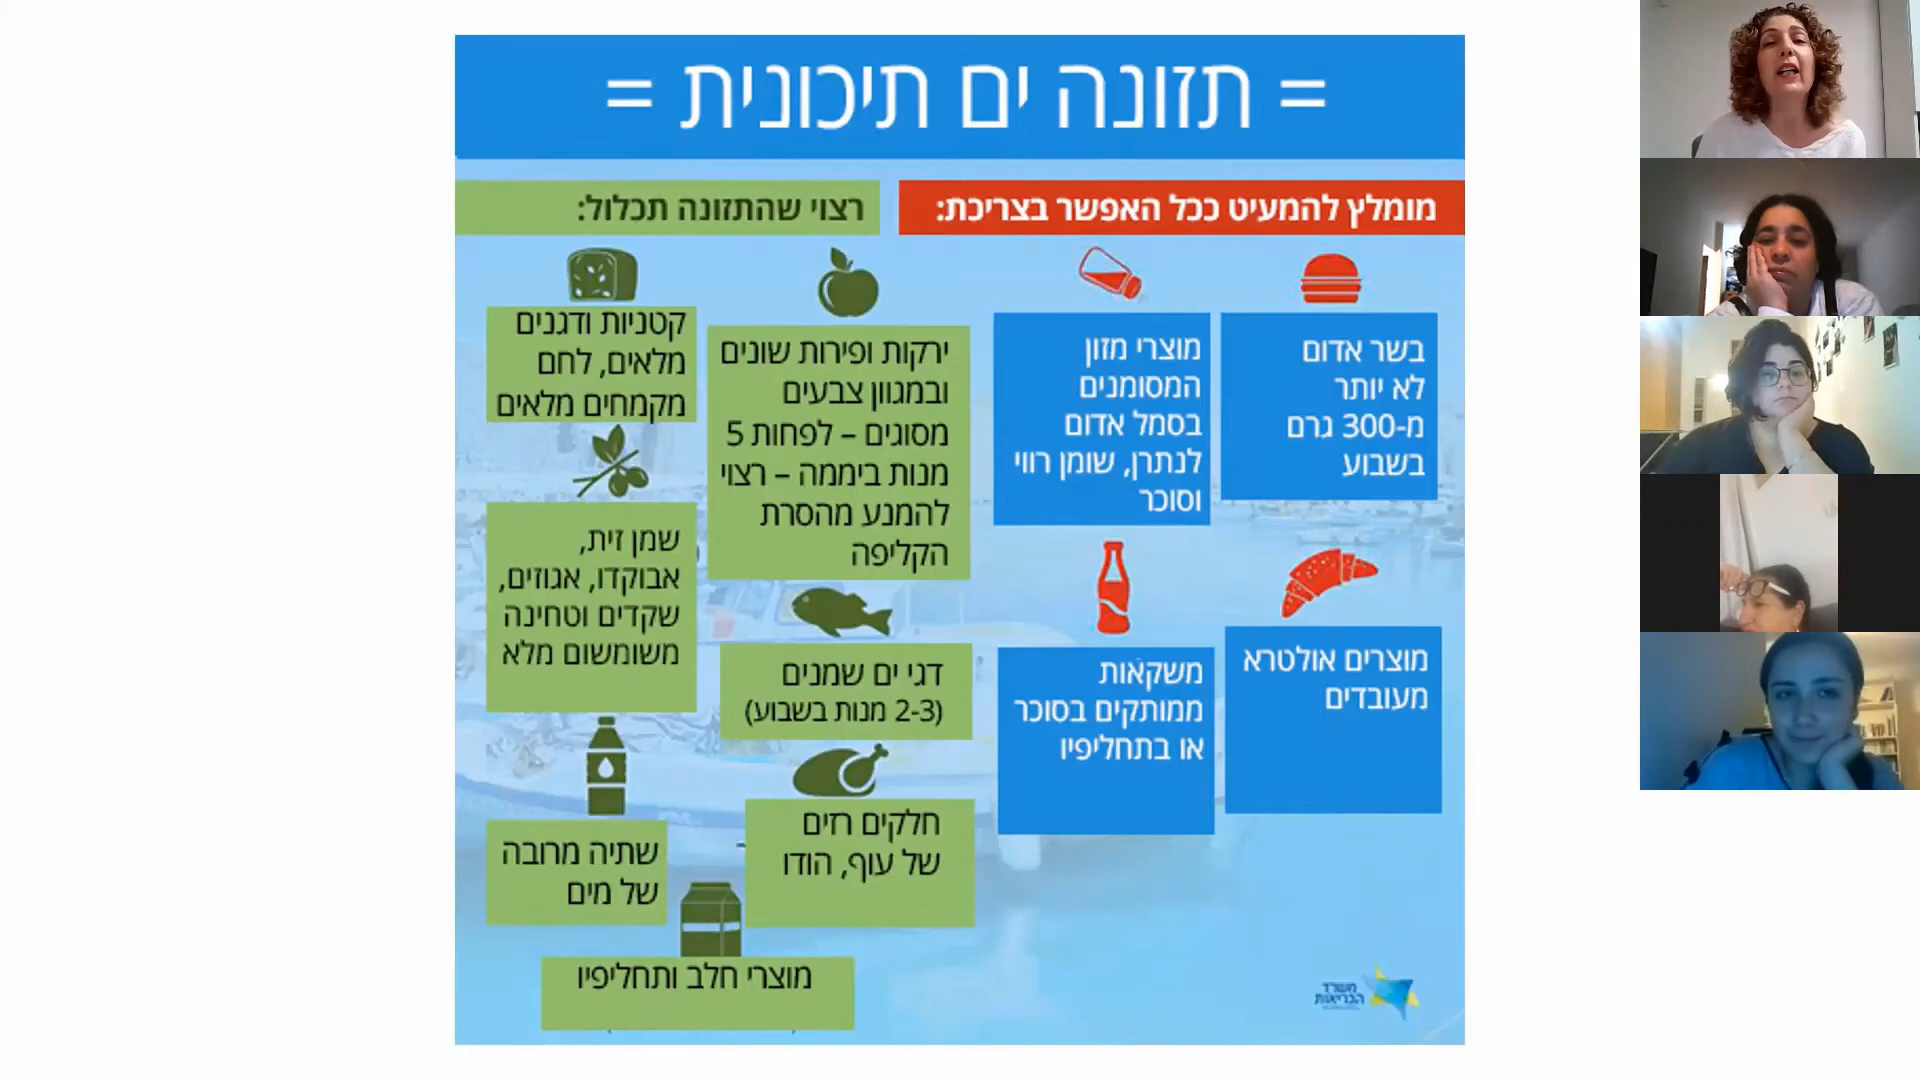 = תזונה ים תיכונית =
מומלץ להמעיט ככל האפשר בצריכת:
בשר אדום
לא יותר
מ-300 גרם
בשבוע
מוצרי מזון
המסומנים
בסמל אדום
לנתרן, שומן רווי
וסוכר
מוצרים אולטרא
מעובדים
משקאות
ממותקים בסוכר
או בתחליפיו
רצוי שהתזונה תכלול:
ירקות ופירות שונים
ובמגוון צבעים
מסוגים – לפחות 5
מנות ביממה – רצוי
להמנע מהסרת
הקליפה
קטניות ודגנים
מלאים, לחם
מקמחים מלאים
שמן זית,
אבוקדו, אגוזים,
שקדים וטחינה
משומשום מלא
דגי ים שמנים
(2-3 מנות בשבוע)
חלקים רזים
של עוף, הודו
שתיה מרובה
של מים
מוצרי חלב ותחליפיו
משרד
הבריאות